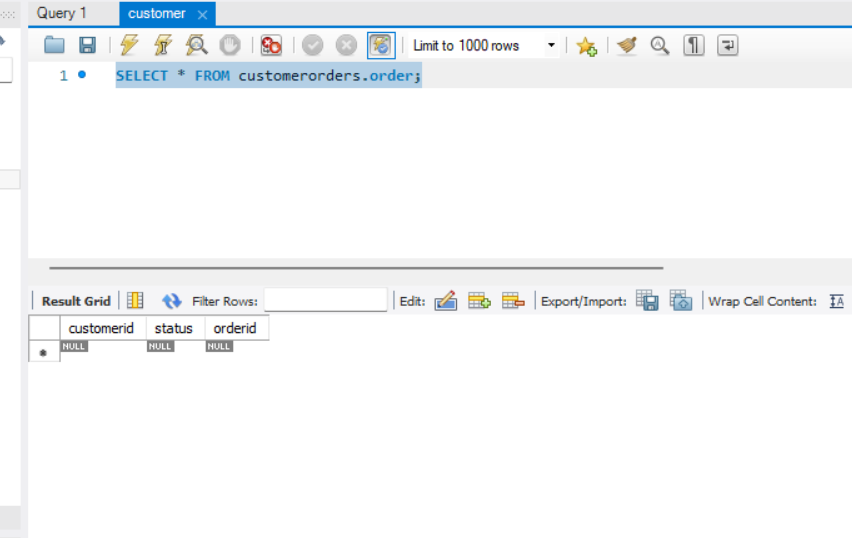 Query 1 customer
Limit to 1000 rows
1 SELECT * FROM customerorders.order;
Result Grid Filter Rows: Edit: Export/Import: Wrap Cell Content: IA
customerid status orderid
* NULL NULL NULL